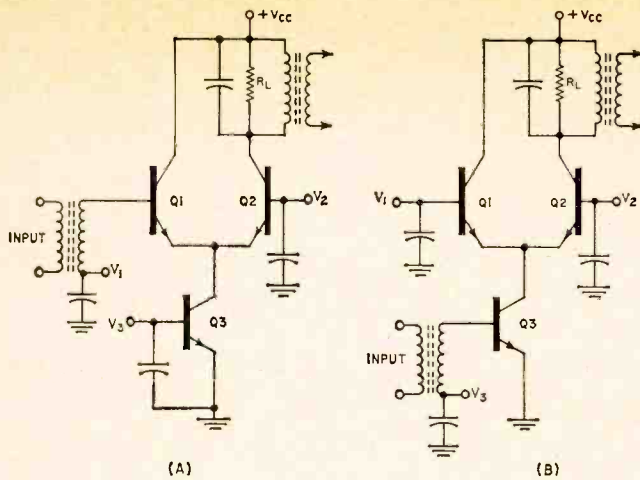 +VCC
RL
Q1
Q2
V2
INPUT
V1
V3
Q3
(A)
+VCC
RL
V1
Q1
Q2
V2
Q3
INPUT
V3
(B)